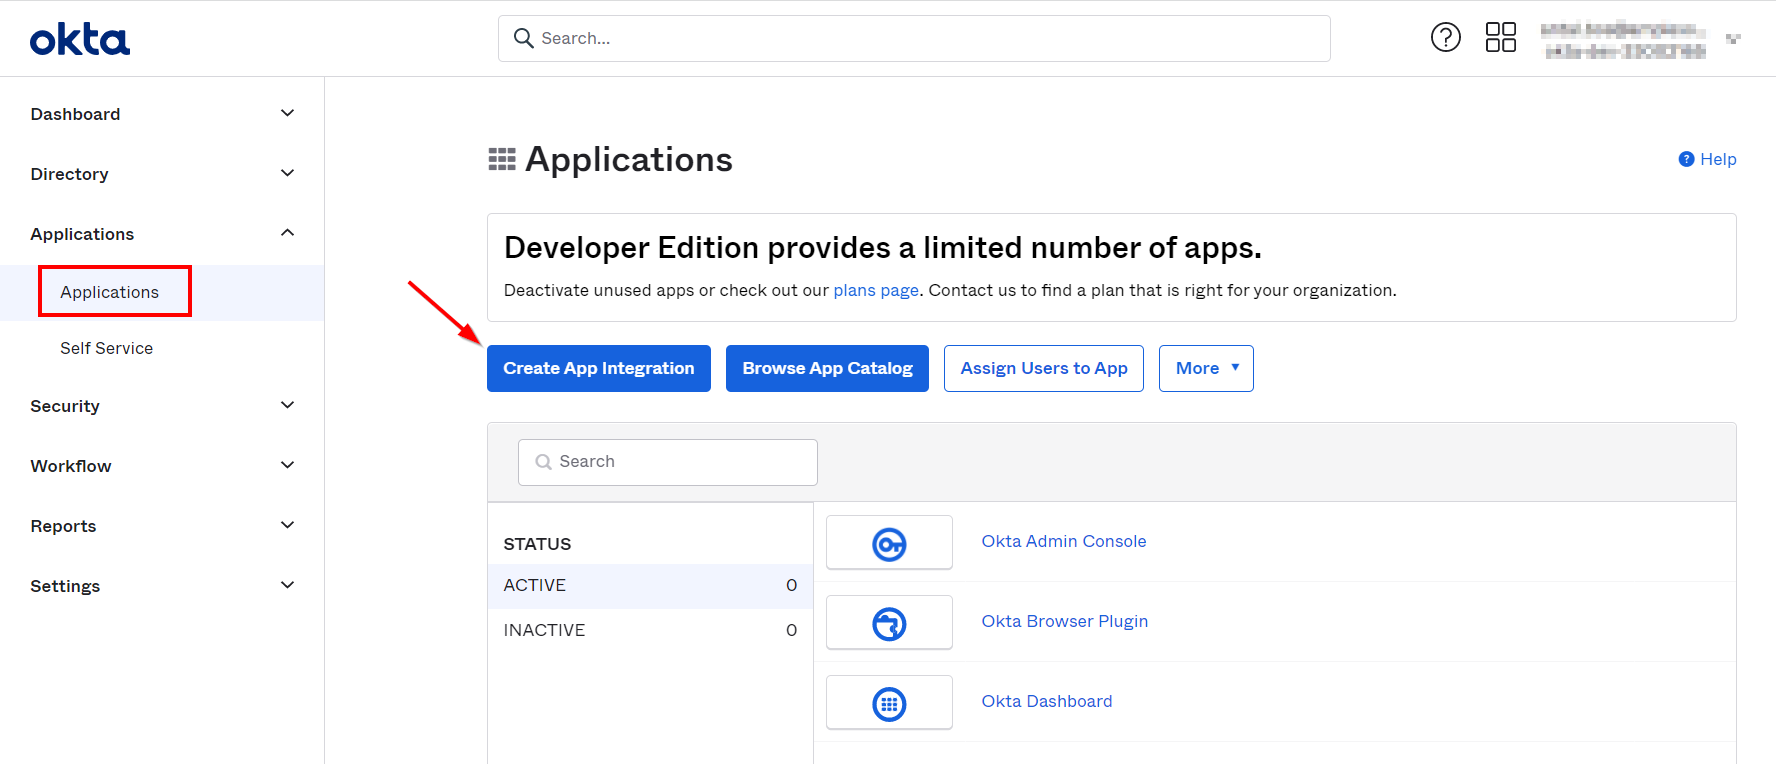 okta
Search...
Dashboard
Directory
Applications
Applications
Self Service
Security
Workflow
Reports
Settings
Applications
Help
Developer Edition provides a limited number of apps.
Deactivate unused apps or check out our plans page. Contact us to find a plan that is right for your organization.
Create App Integration
Browse App Catalog
Assign Users to App
More
Search
STATUS
ACTIVE 0
INACTIVE 0
Okta Admin Console
Okta Browser Plugin
Okta Dashboard